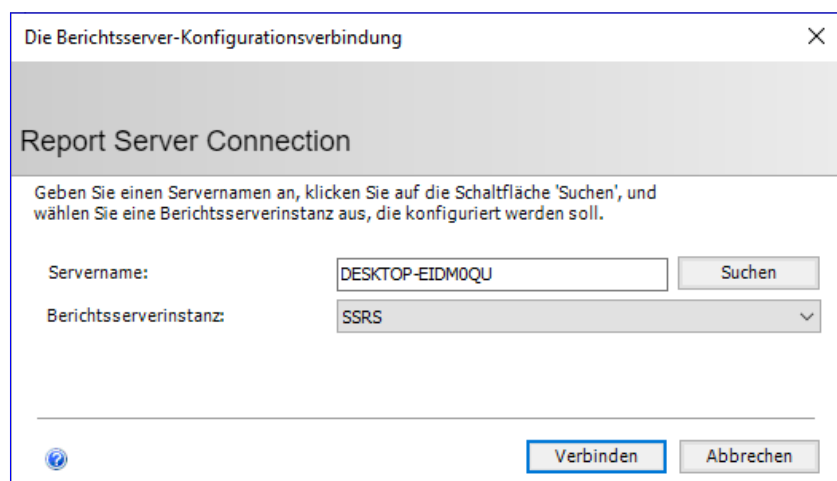 Die Berichtsserver-Konfigurationsverbindung
Report Server Connection
Geben Sie einen Servernamen an, klicken Sie auf die Schaltfläche 'Suchen', und
wählen Sie eine Berichtsserverinstanz aus, die konfiguriert werden soll.
Servername:
DESKTOP-EIDM0QU
Suchen
Berichtsserverinstanz:
SSRS
Verbinden
Abbrechen